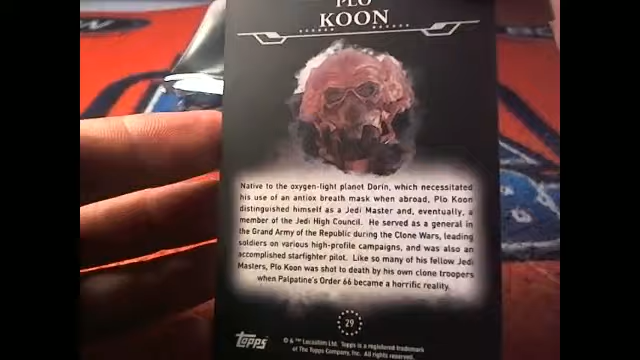 PLO
KOON
Native to the oxygen-light planet Dorin, which necessitated
his use of an antiox breath mask when abroad, Plo Koon
distinguished himself as a Jedi Master and, eventually, a
member of the Jedi High Council. He served as a general in
the Grand Army of the Republic during the Clone Wars, leading
soldiers on various high-profile campaigns, and was also an
accomplished starfighter pilot. Like so many of his fellow Jedi
Masters, Plo Koon was shot to death by his own clone troopers
when Palpatine's Order 66 became a horrific reality.
29
Topps
© & ™ Lucasfilm Ltd. Topps is a registered trademark
of The Topps Company, Inc. All rights reserved.